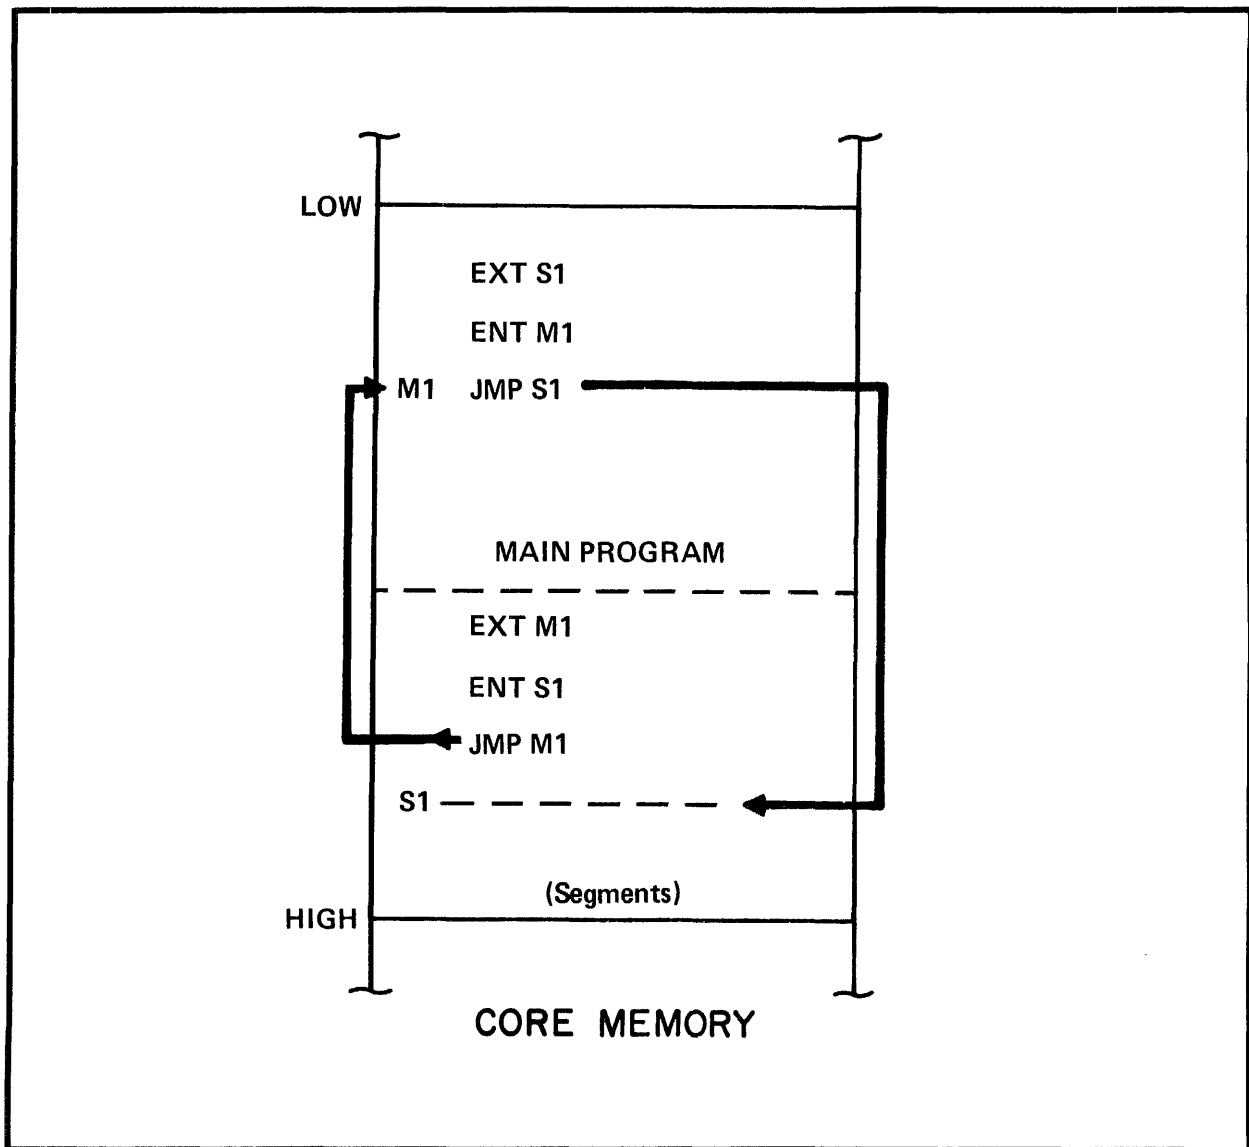 LOW
EXT S1
ENT M1
M1 JMP S1
MAIN PROGRAM
EXT M1
ENT S1
JMP M1
S1
(Segments)
HIGH
CORE MEMORY